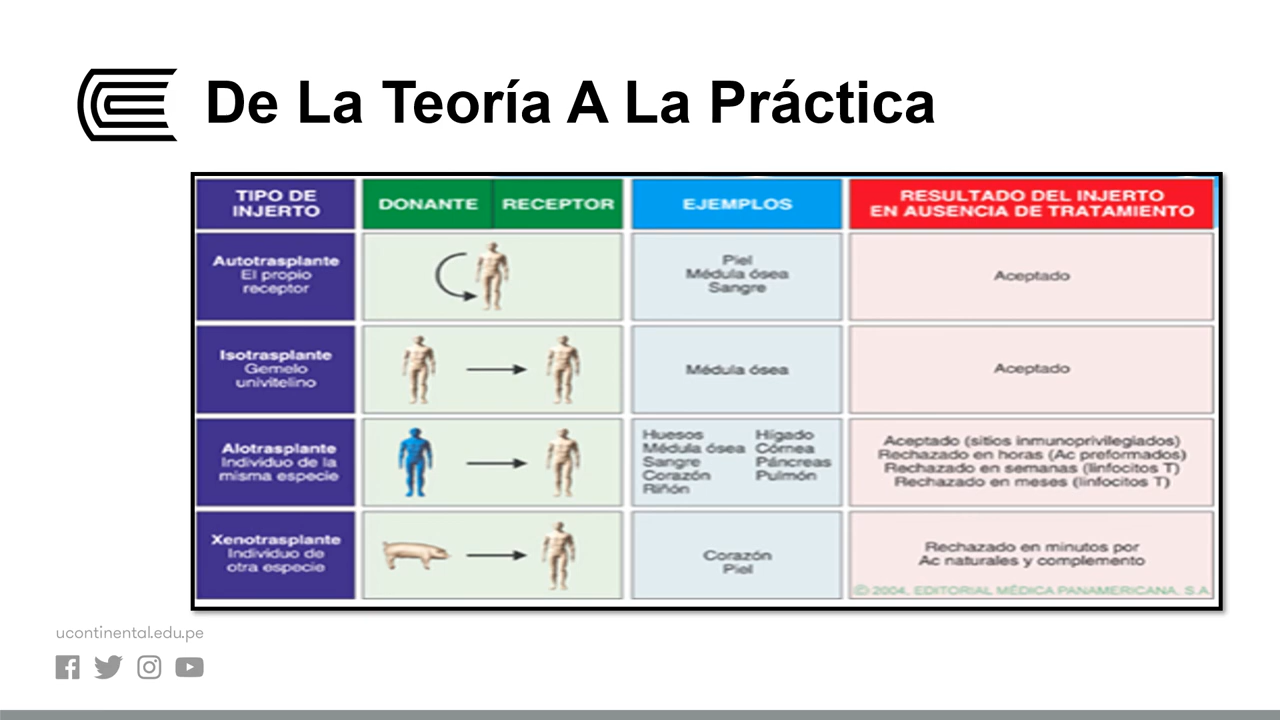 De La Teoría A La Práctica
TIPO DE
INJERTO
DONANTE
RECEPTOR
EJEMPLOS
RESULTADO DEL INJERTO
EN AUSENCIA DE TRATAMIENTO
Autotrasplante
El propio
receptor
Piel
Médula ósea
Sangre
Aceptado
Isotrasplante
Gemelo
univitelino
Médula ósea
Aceptado
Alotrasplante
Individuo de la
misma especie
Huesos
Médula ósea
Sangre
Corazón
Riñón
Hígado
Córnea
Páncreas
Pulmón
Aceptado (sitios inmunoprivilegiados)
Rechazado en horas (Ac preformados)
Rechazado en semanas (linfocitos T)
Rechazado en meses (linfocitos T)
Xenotrasplante
Individuo de
otra especie
Corazón
Piel
Rechazado en minutos por
Ac naturales y complemento
© 2004, EDITORIAL MÉDICA PANAMERICANA, S.A.
ucontinental.edu.pe